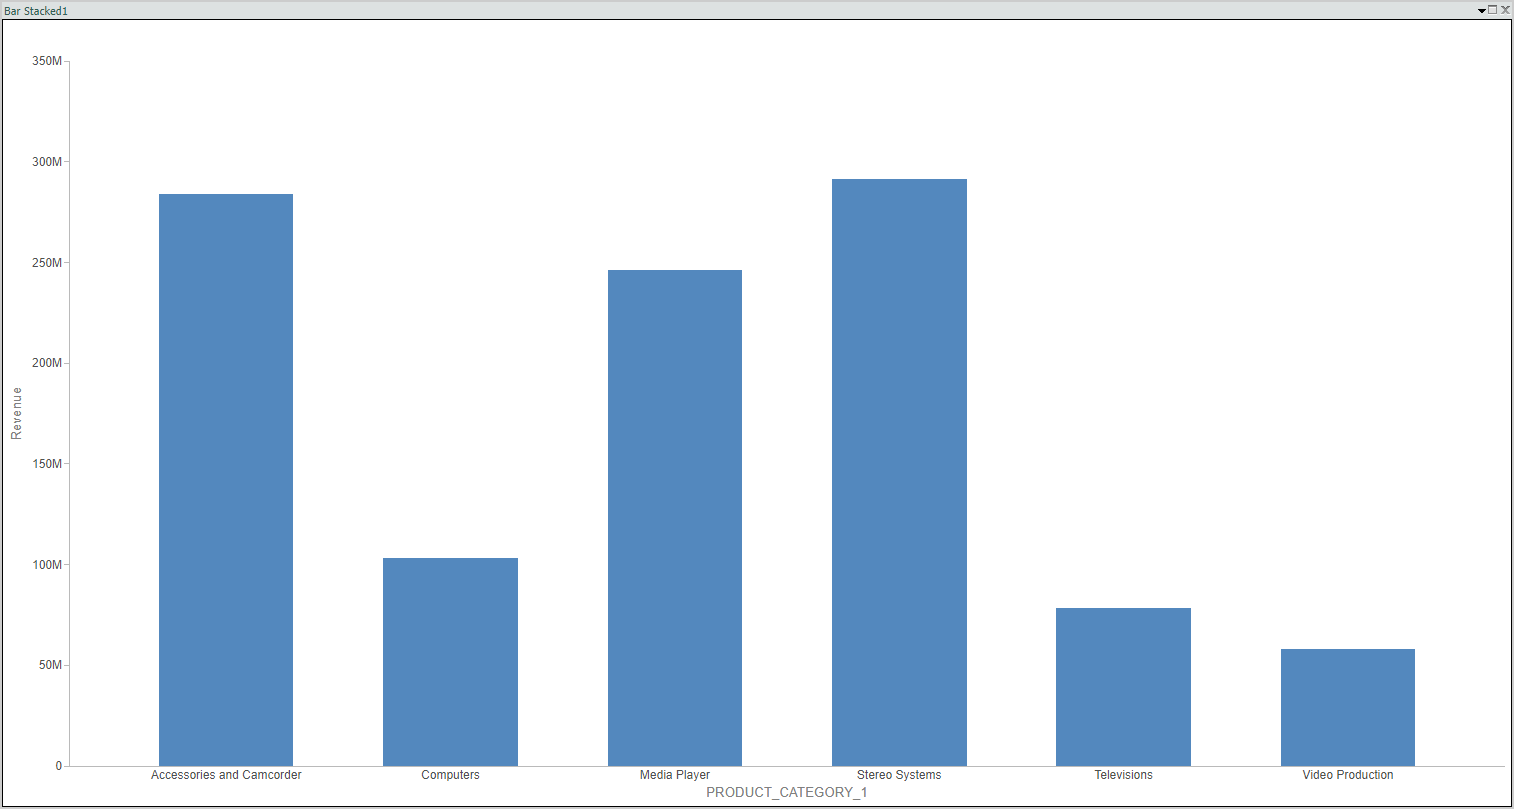 Bar Stacked1
350M
300M
250M
200M
150M
100M
50M
0
Revenue
Accessories and Camcorder
Computers
Media Player
Stereo Systems
Televisions
Video Production
PRODUCT_CATEGORY_1